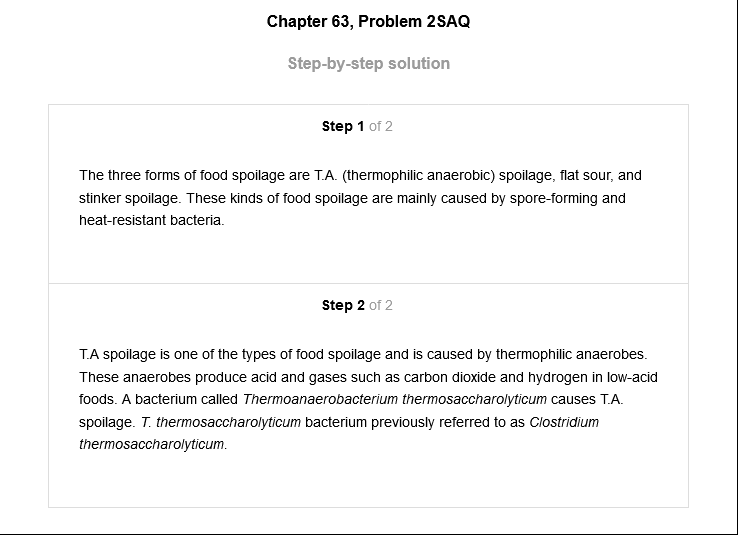 Chapter 63, Problem 2SAQ
Step-by-step solution
Step 1 of 2
The three forms of food spoilage are T.A. (thermophilic anaerobic) spoilage, flat sour, and
stinker spoilage. These kinds of food spoilage are mainly caused by spore-forming and
heat-resistant bacteria.
Step 2 of 2
T.A spoilage is one of the types of food spoilage and is caused by thermophilic anaerobes.
These anaerobes produce acid and gases such as carbon dioxide and hydrogen in low-acid
foods. A bacterium called Thermoanaerobacterium thermosaccharolyticum causes T.A.
spoilage. T. thermosaccharolyticum bacterium previously referred to as Clostridium
thermosaccharolyticum.